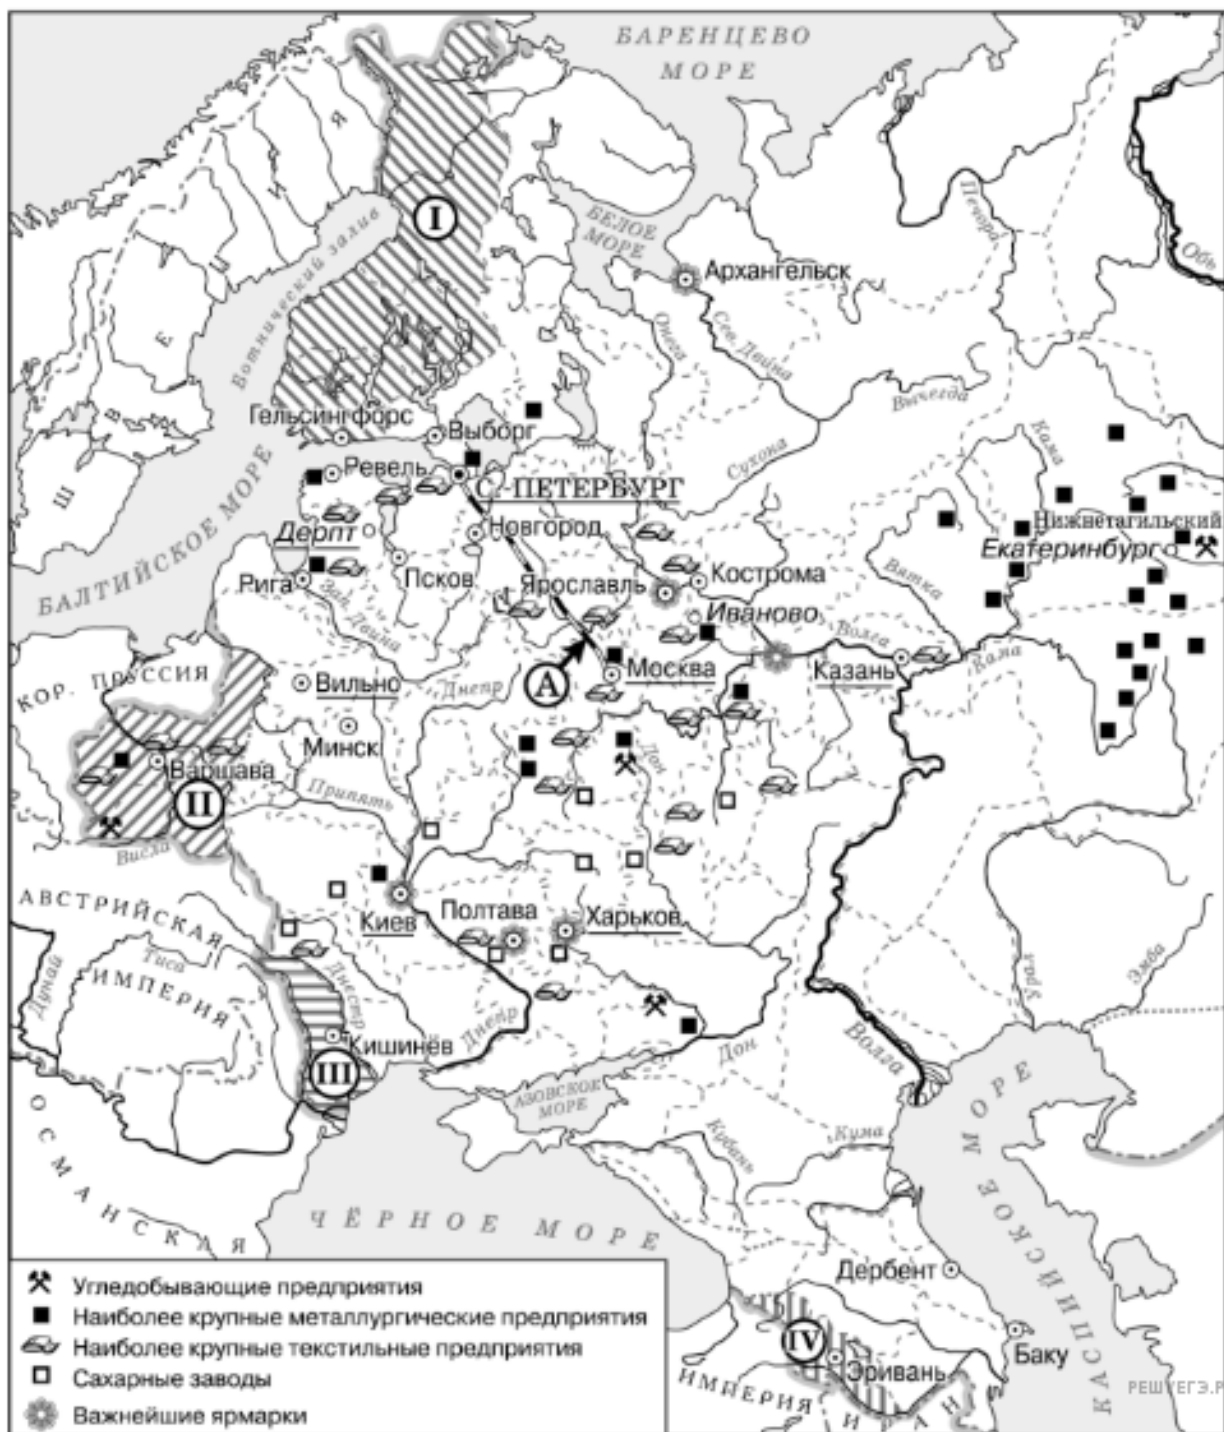 БАРЕНЦЕВО
МОРЕ
I
Печора
Обь
БЕЛОЕ
МОРЕ
Архангельск
ШВЕЦИЯ
Ботнический залив
Онега
Сев. Двина
Вычегда
Гельсингфорс
Выборг
Сухона
Кама
Ревель
С.-ПЕТЕРБУРГ
Дерпт
Новгород
Нижнетагильский
Екатеринбург
БАЛТИЙСКОЕ МОРЕ
Рига
Псков
Зап. Двина
Ярославль
Кострома
Вятка
Иваново
Волга
КОР. ПРУССИЯ
Вильно
Днепр
А
Москва
Казань
Кама
Минск
Дон
Варшава
II
Припять
Висла
АВСТРИЙСКАЯ
ИМПЕРИЯ
Киев
Полтава
Харьков
Дунай
Тиса
Днестр
Урал
Эмба
Кишинёв
Днепр
III
Дон
Волга
АЗОВСКОЕ
МОРЕ
Кубань
Кума
ОСМАНСКАЯ
ЧЁРНОЕ МОРЕ
КАСПИЙСКОЕ МОРЕ
Дербент
IV
Эривань
Баку
ИМПЕРИЯ
ИРАН
Угледобывающие предприятия
Наиболее крупные металлургические предприятия
Наиболее крупные текстильные предприятия
Сахарные заводы
Важнейшие ярмарки
РЕШУЕГЭ.Р